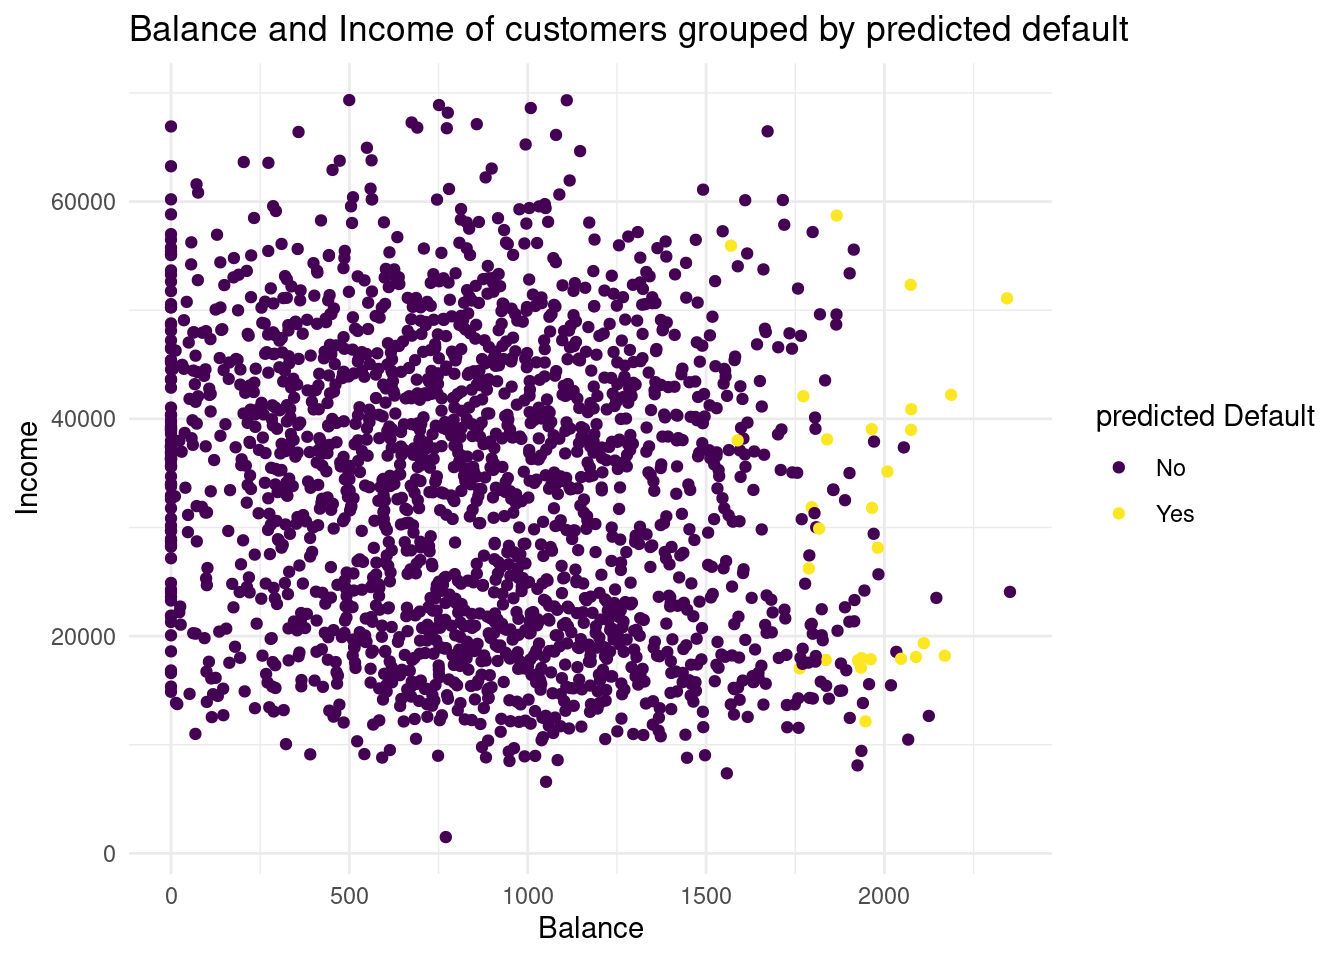 Balance and Income of customers grouped by predicted default
Income
60000
40000
20000
0
0 500 1000 1500 2000
Balance
predicted Default
No
Yes